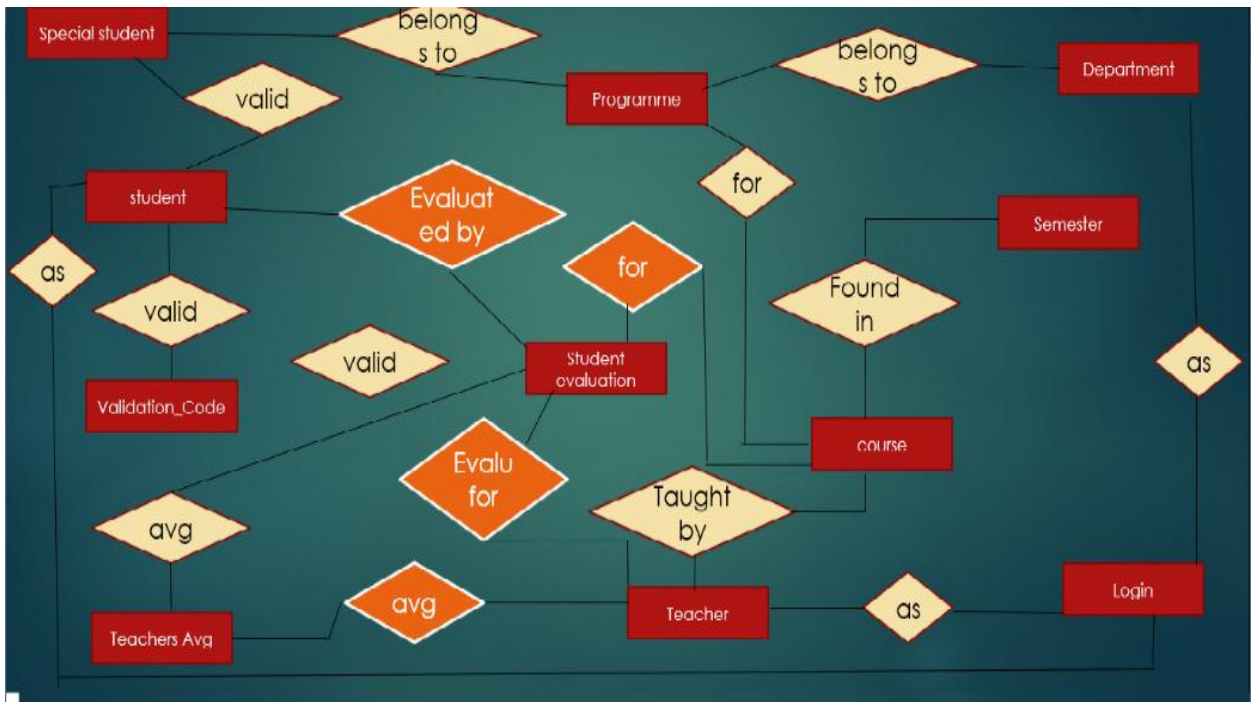 belong
s to
Special student
belong
s to
Department
Programme
valid
for
student
Evaluat
ed by
Semester
as
for
valid
Found
in
valid
Student
ovaluation
as
Validation_Code
course
Evalu
for
Taught
by
avg
Teachers Avg
avg
Teacher
as
Login